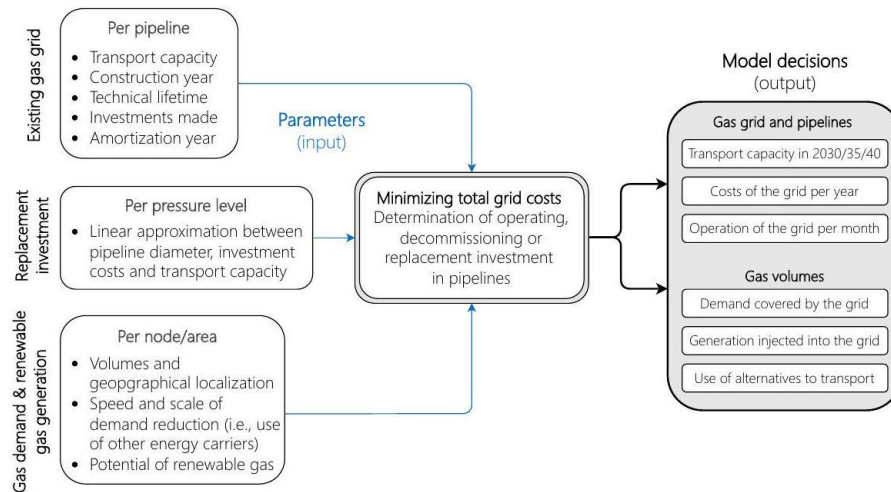 Existing gas grid
Per pipeline
• Transport capacity
• Construction year
• Technical lifetime
• Investments made
• Amortization year
Parameters
(input)
Replacement
investment
Per pressure level
• Linear approximation between
pipeline diameter, investment
costs and transport capacity
Gas demand & renewable
gas generation
Per node/area
• Volumes and
geopgraphical localization
• Speed and scale of
demand reduction (i.e., use
of other energy carriers)
• Potential of renewable gas
Minimizing total grid costs
Determination of operating,
decommissioning or
replacement investment
in pipelines
Model decisions
(output)
Gas grid and pipelines
Transport capacity in 2030/35/40
Costs of the grid per year
Operation of the grid per month
Gas volumes
Demand covered by the grid
Generation injected into the grid
Use of alternatives to transport